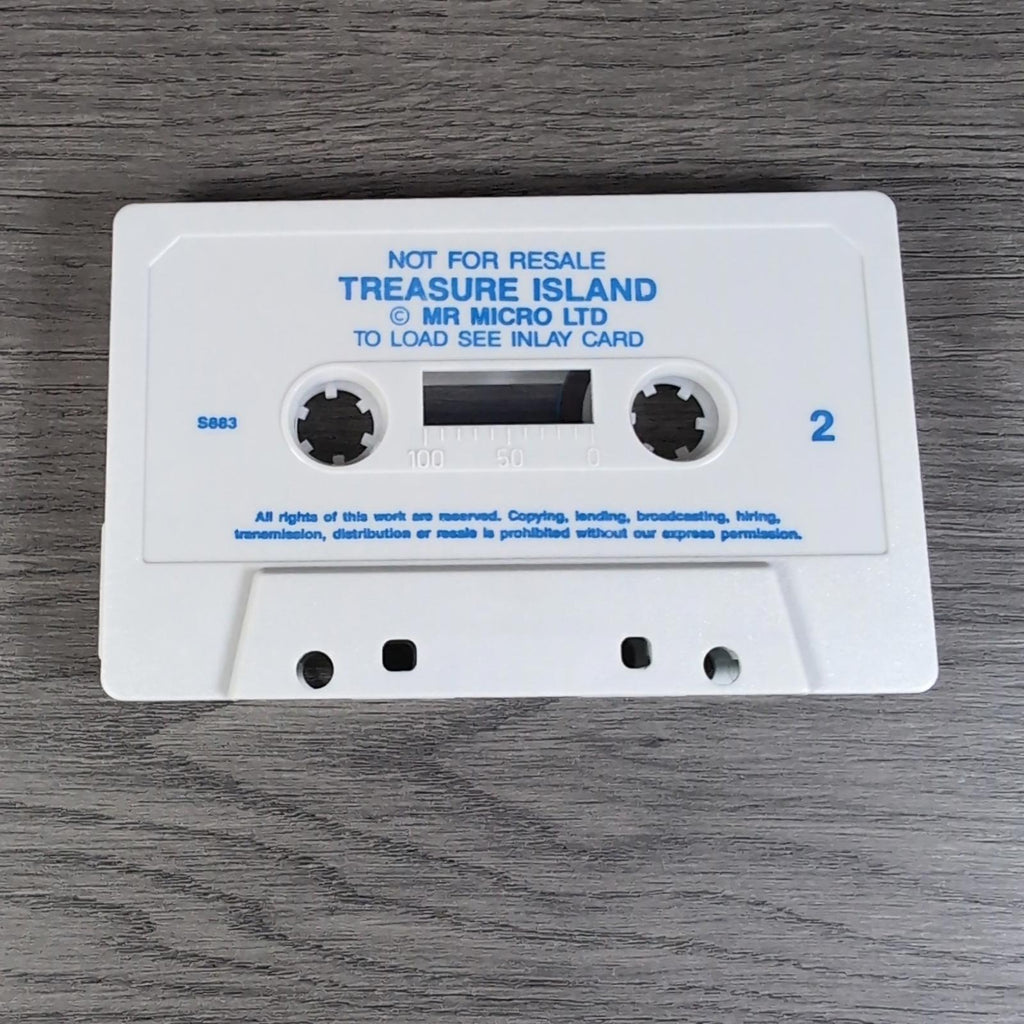 NOT FOR RESALE
TREASURE ISLAND
© MR MICRO LTD
TO LOAD SEE INLAY CARD
S883
2
100 50 0
All rights of this work are reserved. Copying, lending, broadcasting, hiring,
transmission, distribution or resale is prohibited without our express permission.